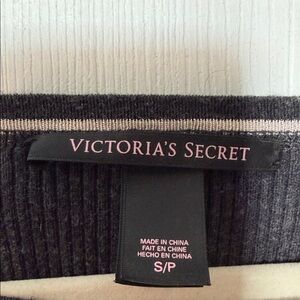 VICTORIA'S SECRET
MADE IN CHINA
FAIT EN CHINE
HECHO EN CHINA
S/P